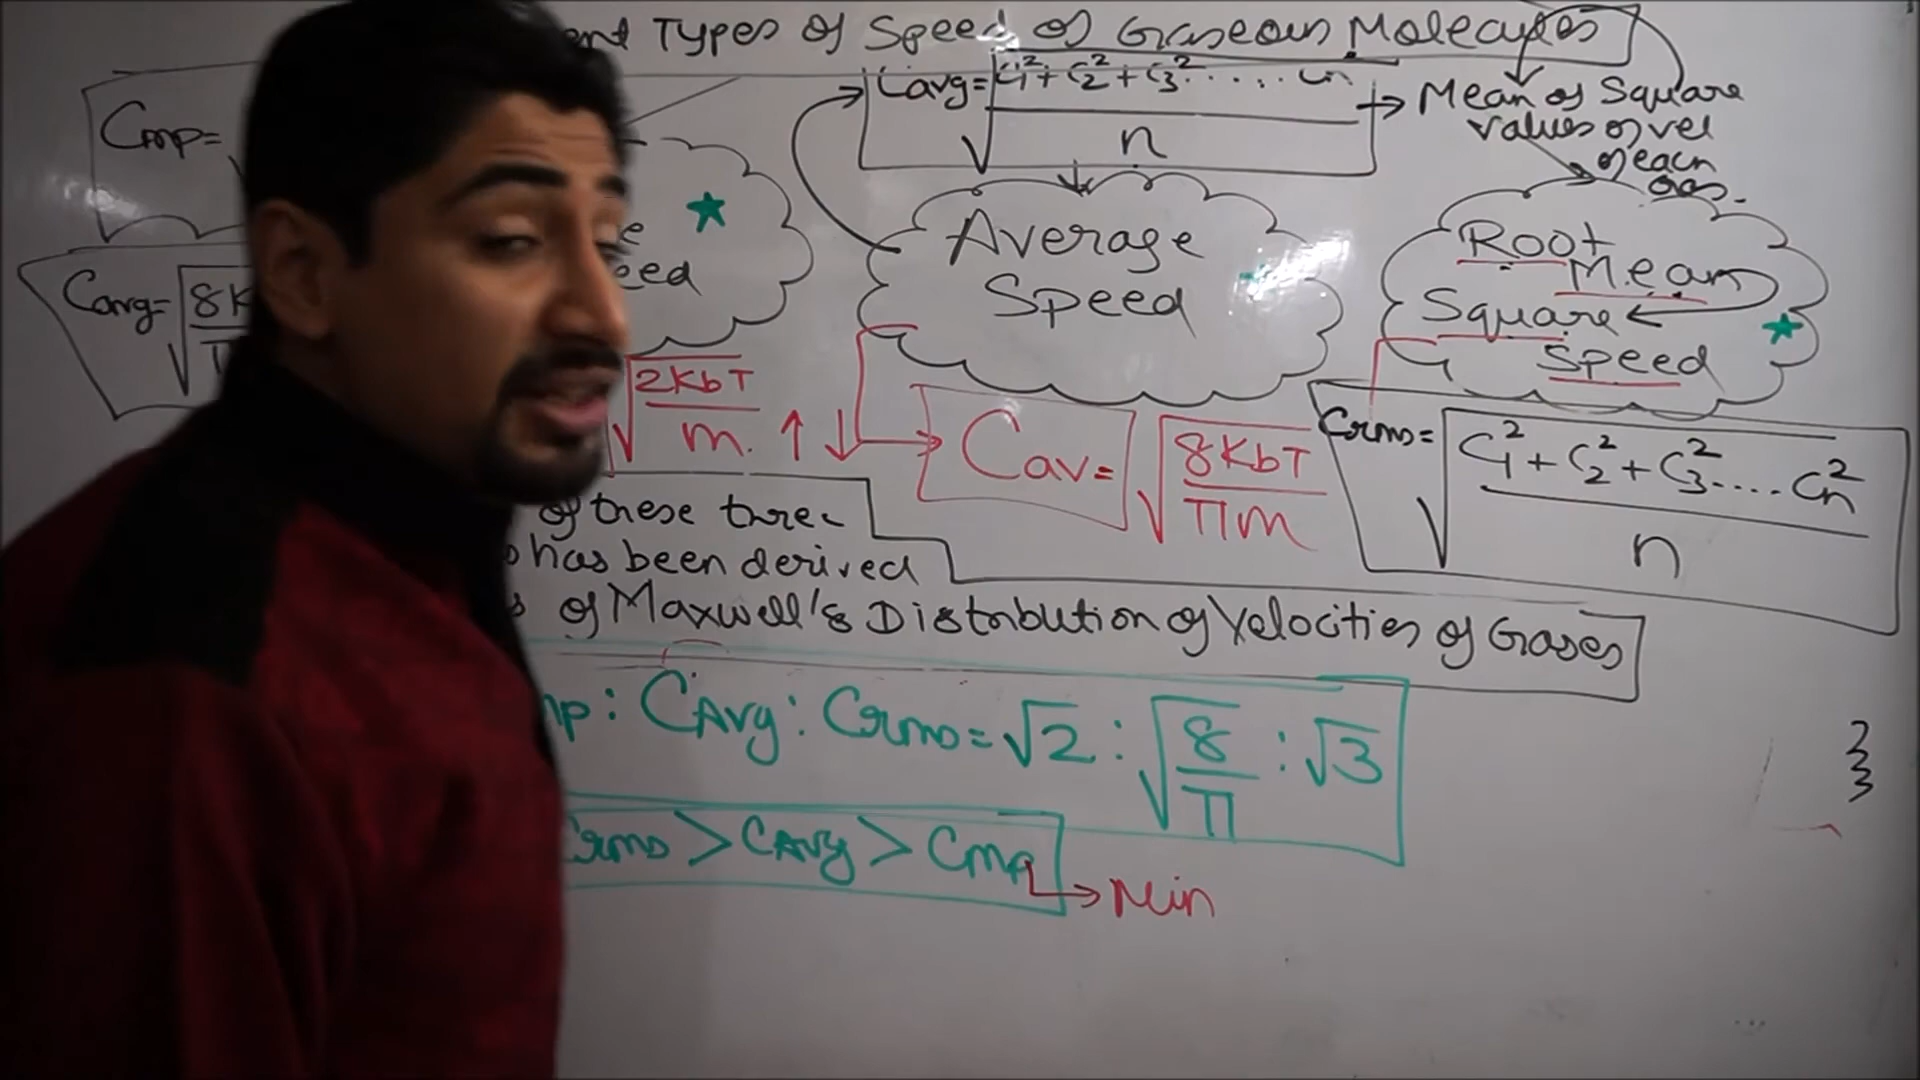 ent Types of Speed of Gaseous Molecules
Cmp=
Cavg= √8K
π
eed
√2KbT
m. ↑ ↓
Cavg= √C₁²+C₂²+C₃²......Cn
n
→ Mean of Square
values of vel
of each
gas.
Average
Speed
Cav= √8KbT
πm
Root
Mean
Square
Speed
Crms= √C₁²+C₂²+C₃²....Cn²
n
of these three
has been derived
of Maxwell's Distribution of Velocities of Gases
mp : CAvg : Crms = √2 : √8/π : √3
Crms > CAvg > Cmp
→ Min